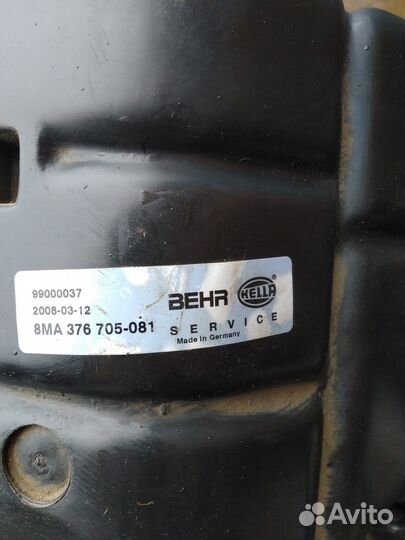 99000037
2008-03-12
8MA 376 705-081
BEHR HELLA
SERVICE
Made in Germany
Avito